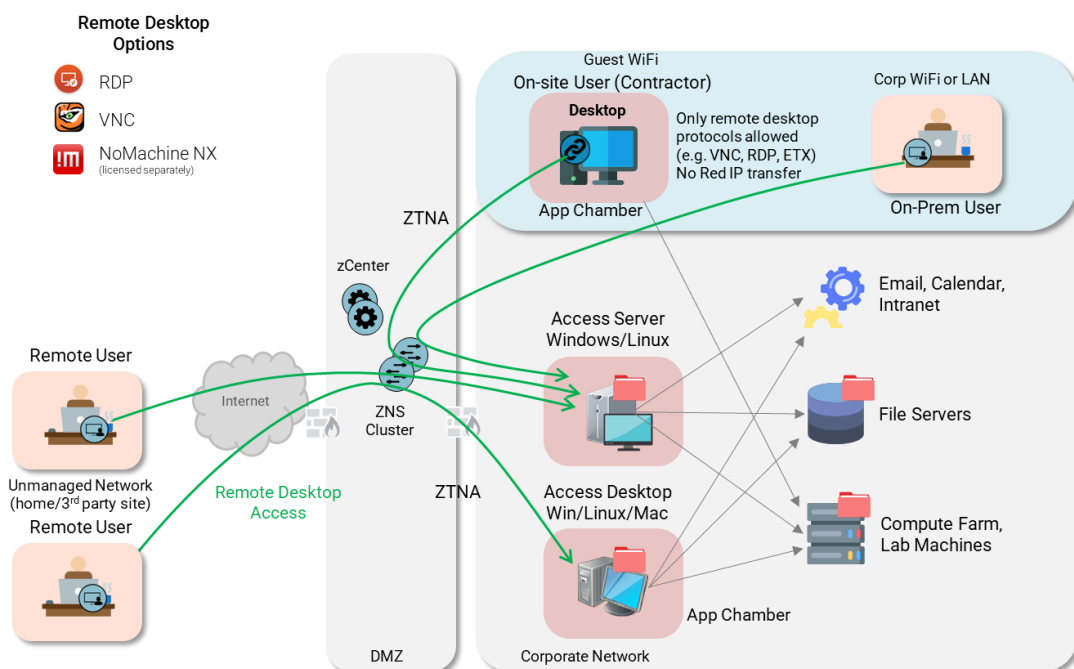 Remote Desktop
Options
RDP
VNC
!M
NoMachine NX
(licensed separately)
Guest WiFi
On-site User (Contractor)
Desktop
Only remote desktop
protocols allowed
(e.g. VNC, RDP, ETX)
No Red IP transfer
App Chamber
Corp WiFi or LAN
On-Prem User
ZTNA
zCenter
ZNS
Cluster
Internet
Remote User
Unmanaged Network
(home/3rd party site)
Remote User
Remote Desktop
Access
ZTNA
Access Server
Windows/Linux
Access Desktop
Win/Linux/Mac
App Chamber
Email, Calendar,
Intranet
File Servers
Compute Farm,
Lab Machines
DMZ
Corporate Network